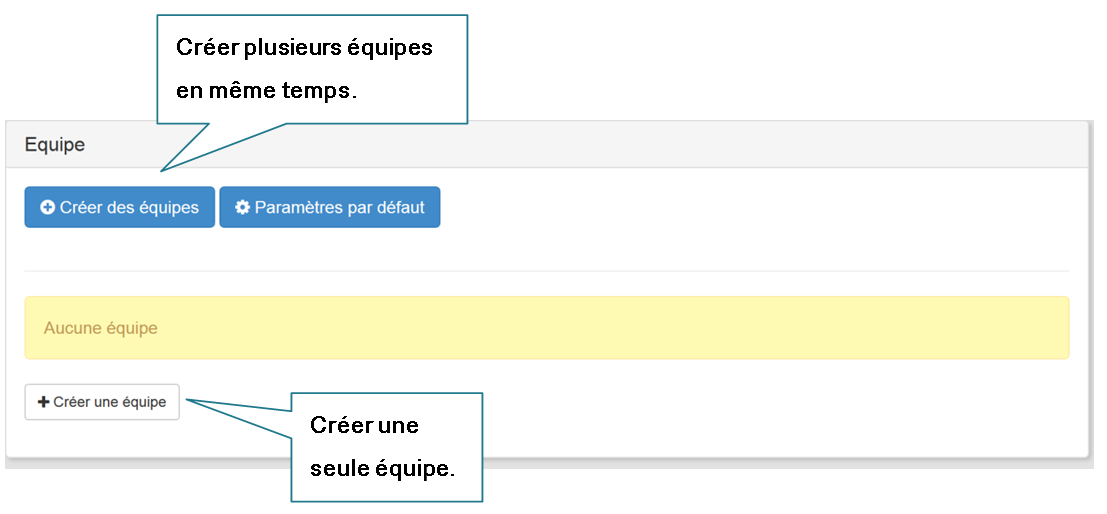 Créer plusieurs équipes
en même temps.
Equipe
Créer des équipes Paramètres par défaut
Aucune équipe
Créer une équipe
Créer une
seule équipe.